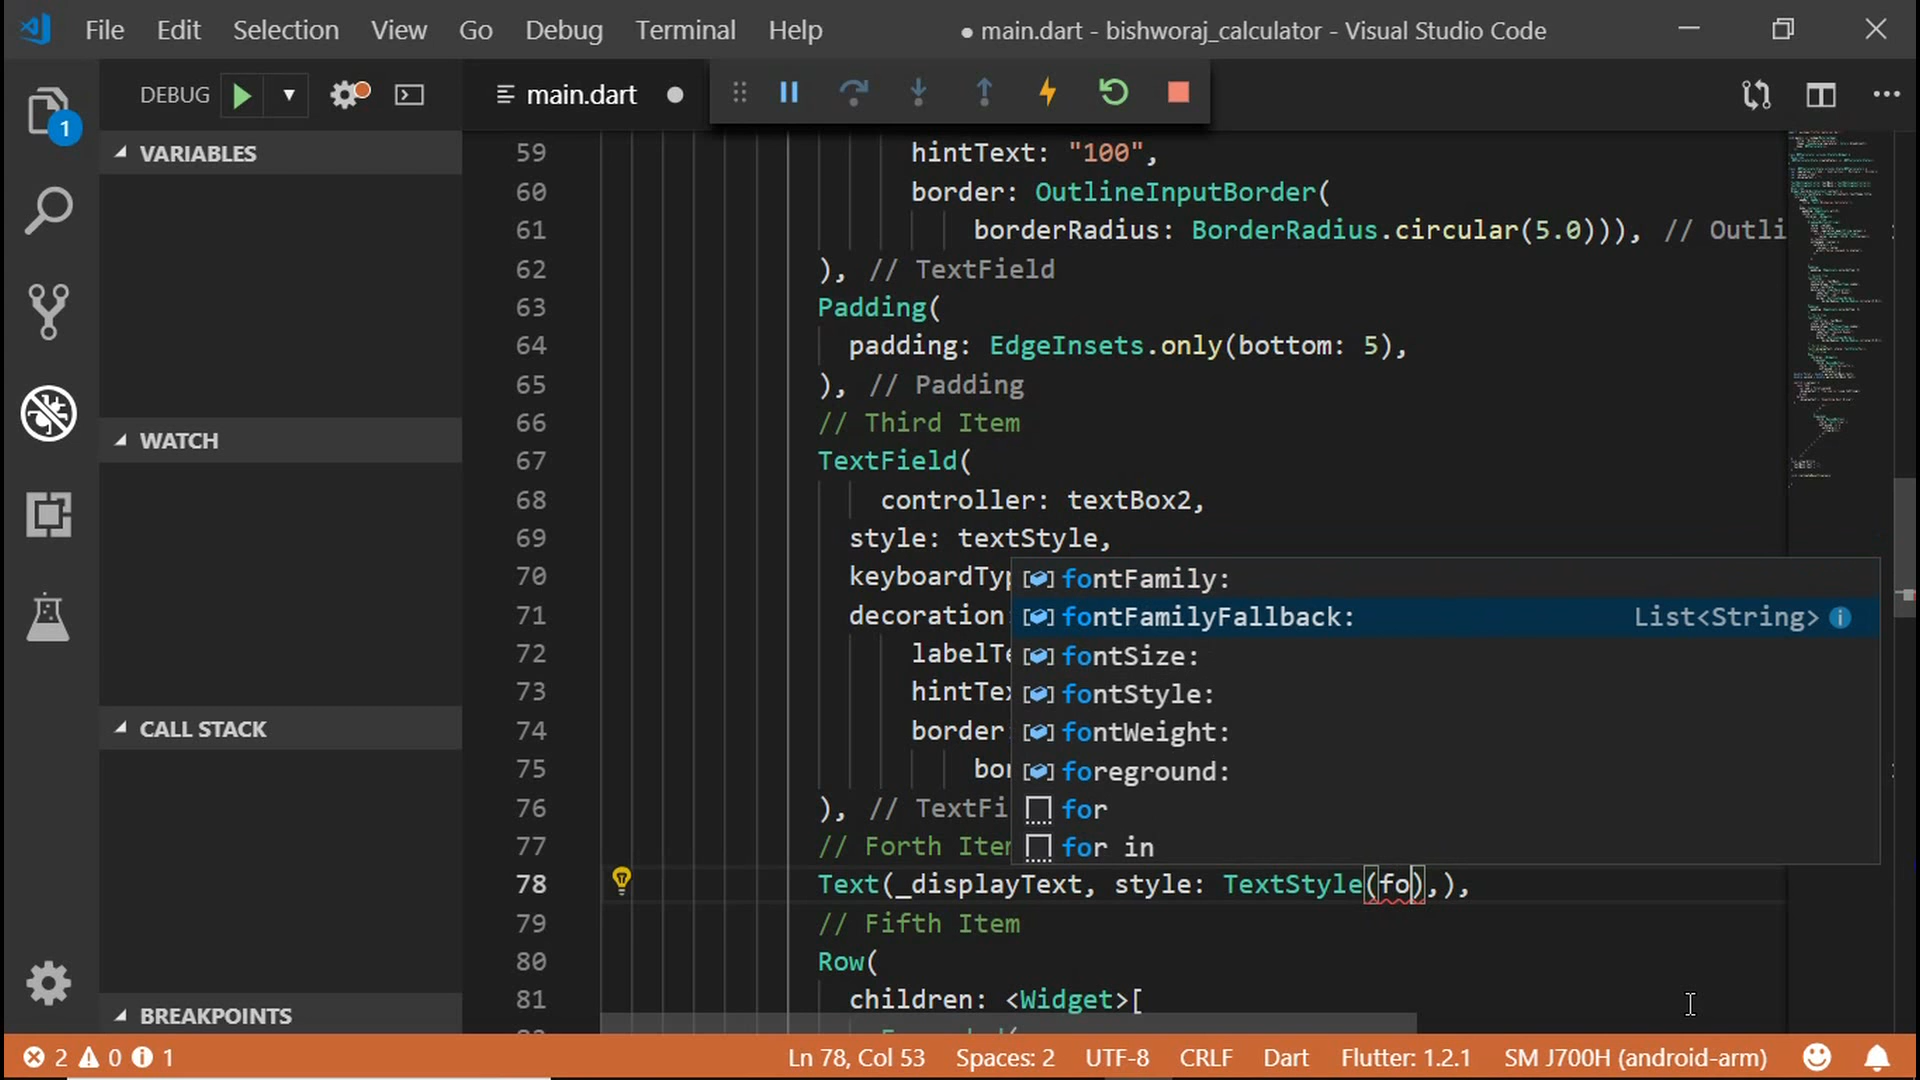 File Edit Selection View Go Debug Terminal Help ● main.dart - bishworaj_calculator - Visual Studio Code
1
DEBUG
main.dart
VARIABLES
WATCH
CALL STACK
BREAKPOINTS
59 hintText: "100",
60 border: OutlineInputBorder(
61 borderRadius: BorderRadius.circular(5.0))), // Outli
62 ), // TextField
63 Padding(
64 padding: EdgeInsets.only(bottom: 5),
65 ), // Padding
66 // Third Item
67 TextField(
68 controller: textBox2,
69 style: textStyle,
70 keyboardTyp
71 decoration:
72 labelTe
73 hintTex
74 border:
75 bor
76 ), // TextFi
77 // Forth Item
78 Text(_displayText, style: TextStyle(fo),),
79 // Fifth Item
80 Row(
81 children: <Widget>[
fontFamily:
fontFamilyFallback: List<String>
fontSize:
fontStyle:
fontWeight:
foreground:
for
for in
2 0 1 Ln 78, Col 53 Spaces: 2 UTF-8 CRLF Dart Flutter: 1.2.1 SM J700H (android-arm)